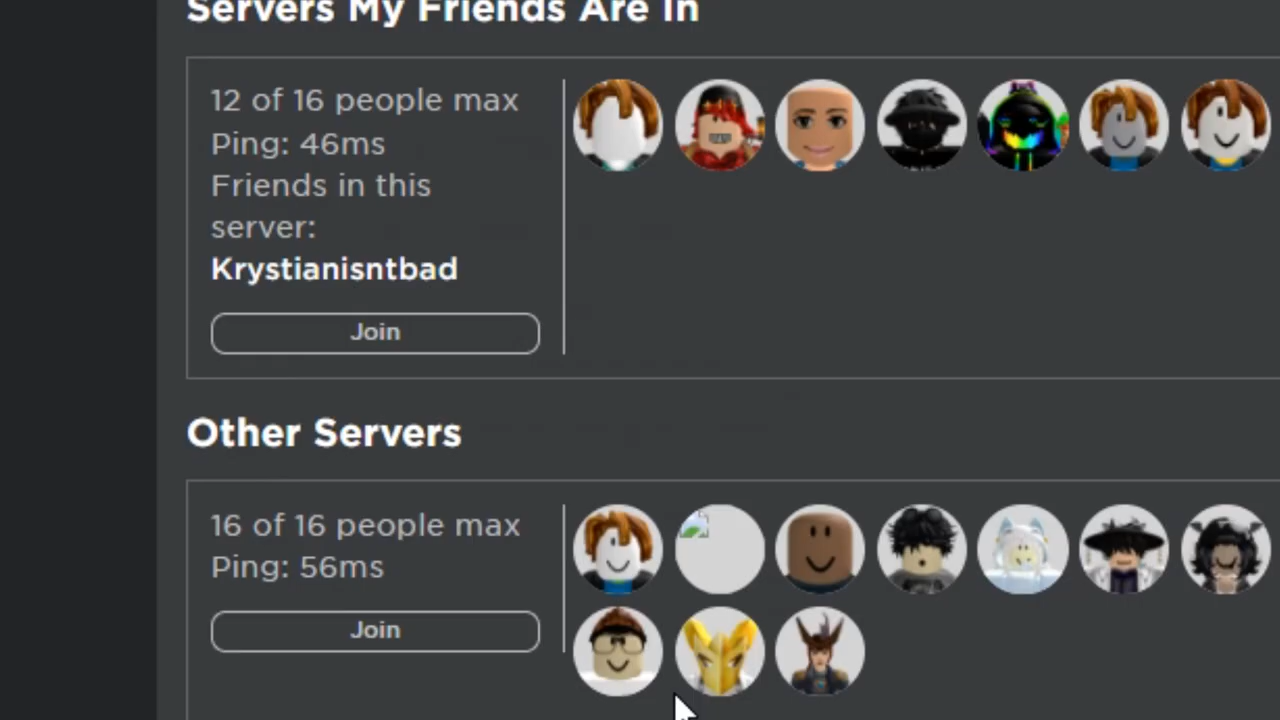 Servers My Friends Are In
12 of 16 people max
Ping: 46ms
Friends in this
server:
Krystianisntbad
Join
Other Servers
16 of 16 people max
Ping: 56ms
Join